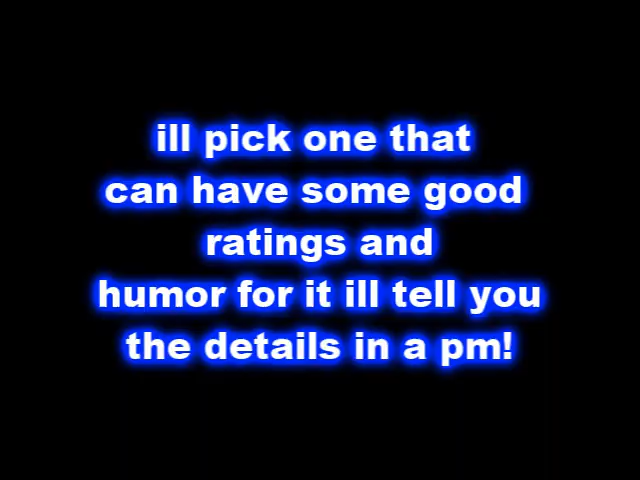 ill pick one that
can have some good
ratings and
humor for it ill tell you
the details in a pm!